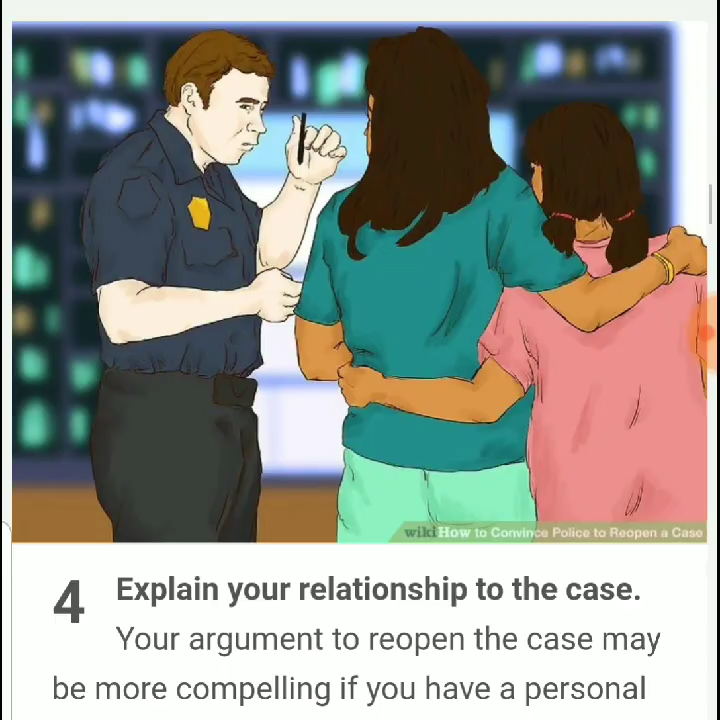 wikiHow to Convince Police to Reopen a Case
4 Explain your relationship to the case.
Your argument to reopen the case may
be more compelling if you have a personal